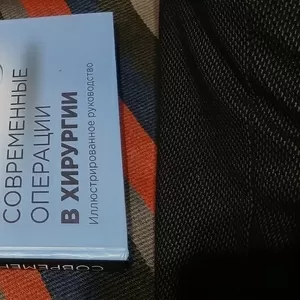 СОВРЕМЕННЫЕ
ОПЕРАЦИИ
В ХИРУРГИИ
Иллюстрированное руководство